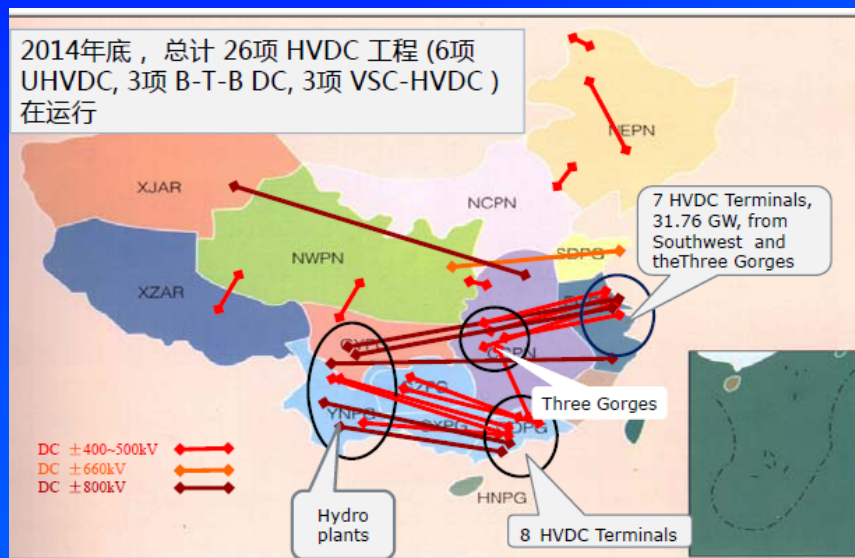 2014年底 ，总计 26项 HVDC 工程 (6项
UHVDC, 3项 B-T-B DC, 3项 VSC-HVDC )
在运行
NEPN
XJAR
NCPN
7 HVDC Terminals,
31.76 GW, from
Southwest and
theThree Gorges
SDPG
NWPN
XZAR
Three Gorges
YNPG
DC ±400~500kV
DC ±660kV
DC ±800kV
HNPG
Hydro
plants
8 HVDC Terminals